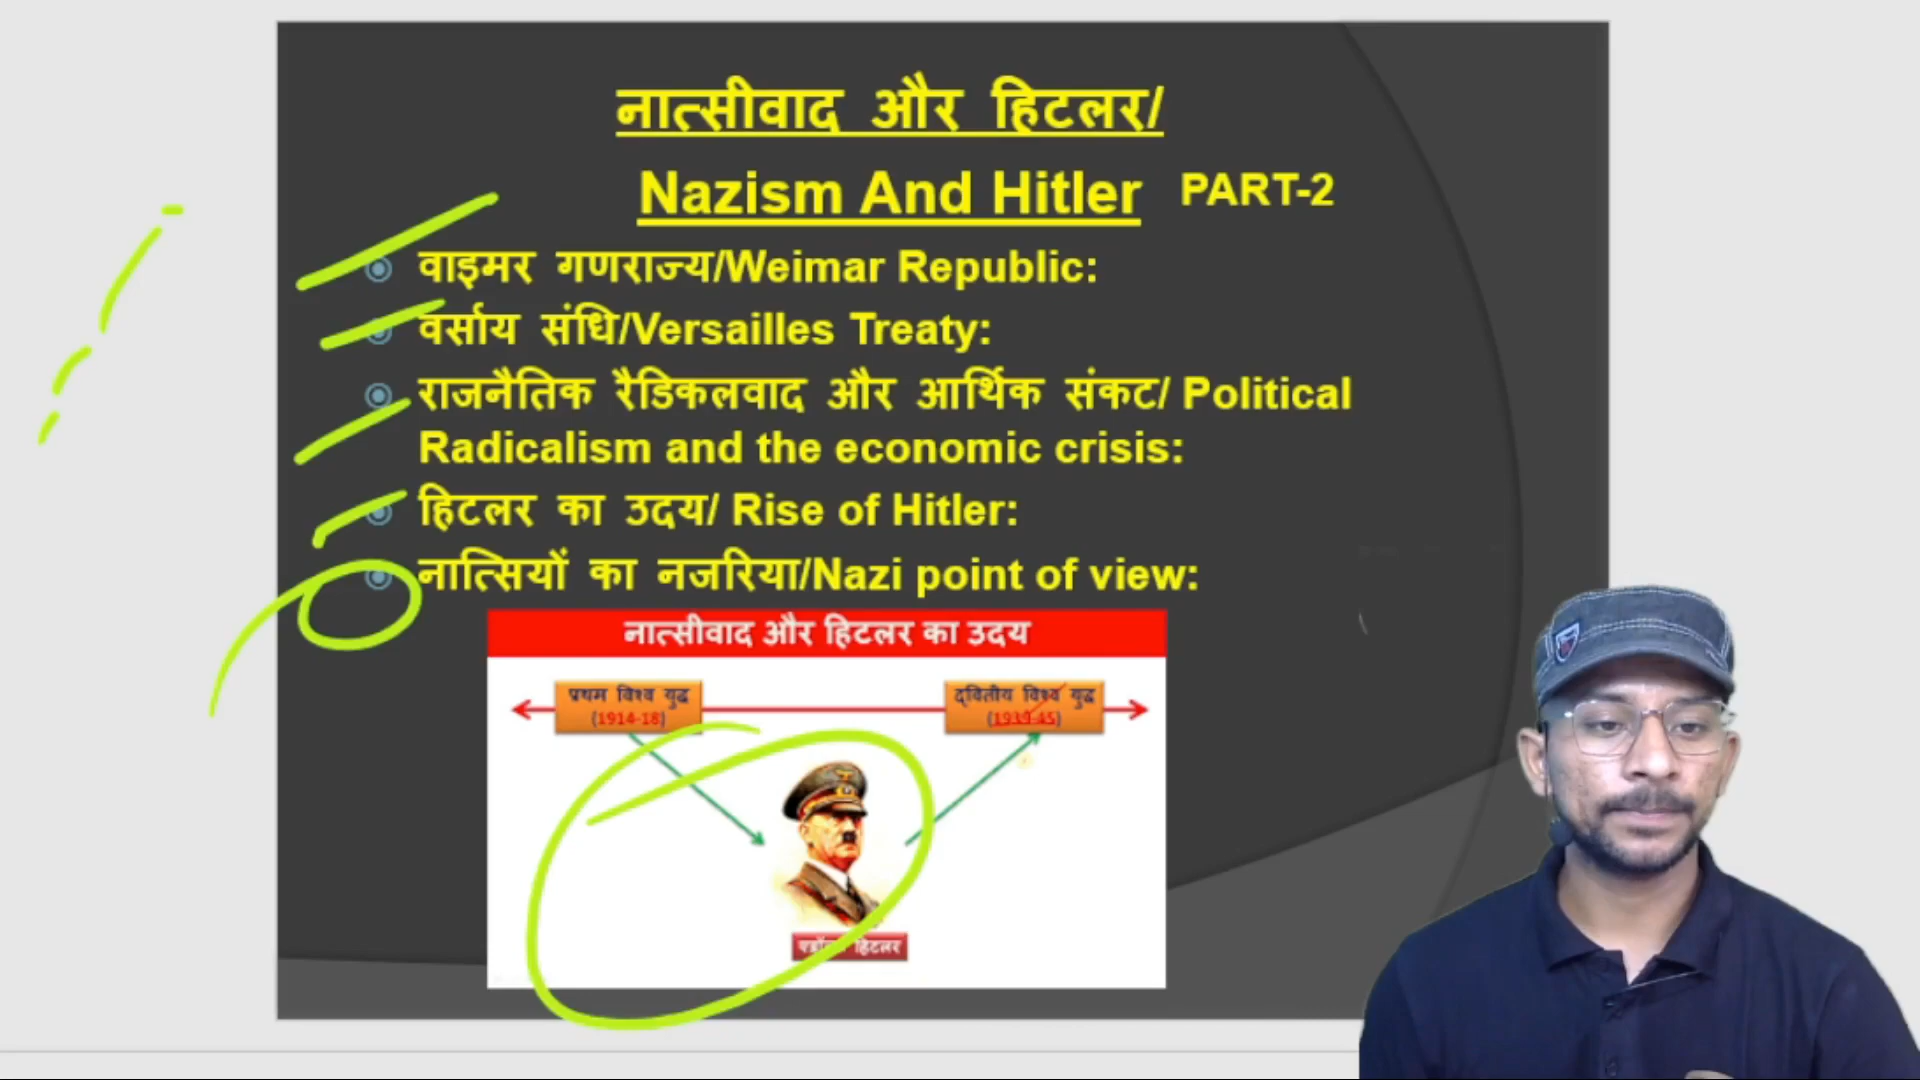 नात्सीवाद और हिटलर/
Nazism And Hitler PART-2
वाइमर गणराज्य/Weimar Republic:
वर्साय संधि/Versailles Treaty:
राजनैतिक रैडिकलवाद और आर्थिक संकट/ Political
Radicalism and the economic crisis:
हिटलर का उदय/ Rise of Hitler:
नात्सियों का नजरिया/Nazi point of view:
नात्सीवाद और हिटलर का उदय
प्रथम विश्व युद्ध
(1914-18)
द्वितीय विश्व युद्ध
(1939-45)
हिटलर